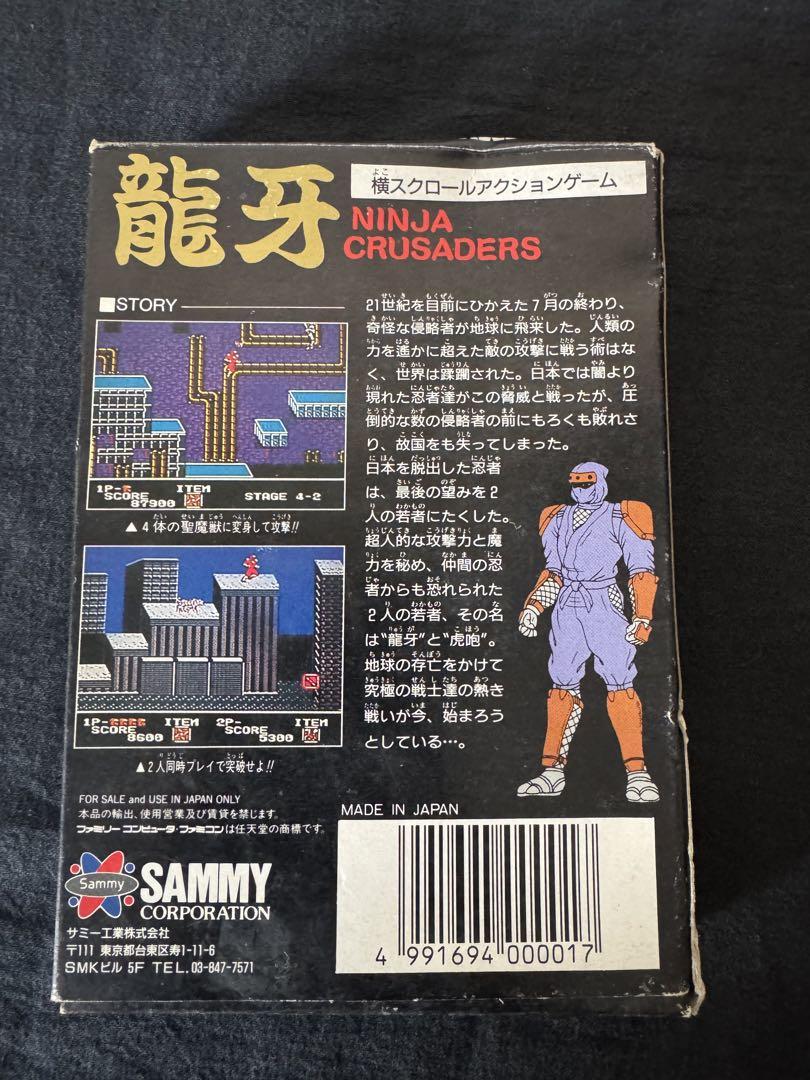 龍牙
横スクロールアクションゲーム
NINJA
CRUSADERS
■STORY
21世紀を目前にひかえた7月の終わり、
奇怪な侵略者が地球に飛来した。人類の
力を遙かに超えた敵の攻撃に戦う術はな
く、世界は蹂躙された。日本では闇より
現れた忍者達がこの脅威と戦ったが、圧
倒的な数の侵略者の前にもろくも敗れさ
り、故国をも失ってしまった。
日本を脱出した忍者
は、最後の望みを2
人の若者にたくした。
超人的な攻撃力と魔
力を秘め、仲間の忍
者からも恐れられた
2人の若者、その名
は"龍牙"と"虎咆"。
地球の存亡をかけて
究極の戦士達の熱き
戦いが今、始まろう
としている…。
1P- ITEM
SCORE
87900 STAGE 4-2
▲4体の聖魔獣に変身して攻撃!!
1P- ITEM 2P- ITEM
SCORE SCORE
8600 5300
▲2人同時プレイで突破せよ!!
FOR SALE and USE IN JAPAN ONLY
本品の輸出、使用営業及び賃貸を禁じます。
ファミリーコンピュータ・ファミコンは任天堂の商標です。
MADE IN JAPAN
Sammy
SAMMY
CORPORATION
サミー工業株式会社
〒111 東京都台東区寿1-11-6
SMKビル 5F TEL.03-847-7571
4 991694 000017